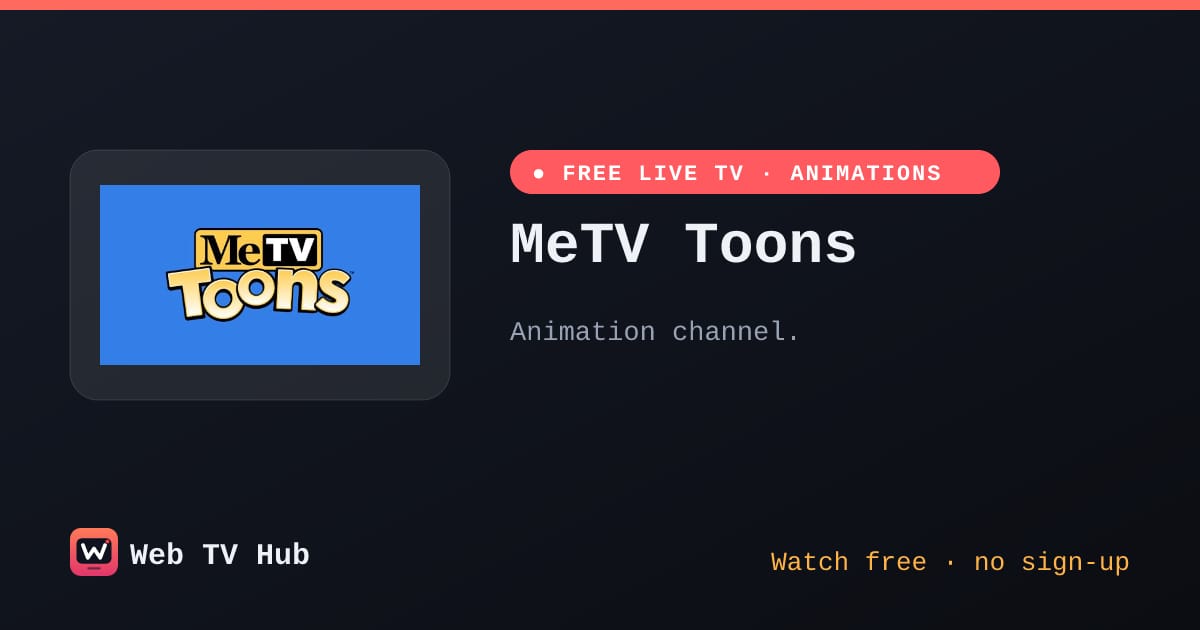 MeTV
Toons
• FREE LIVE TV · ANIMATIONS
MeTV Toons
Animation channel.
W
Web TV Hub
Watch free · no sign-up